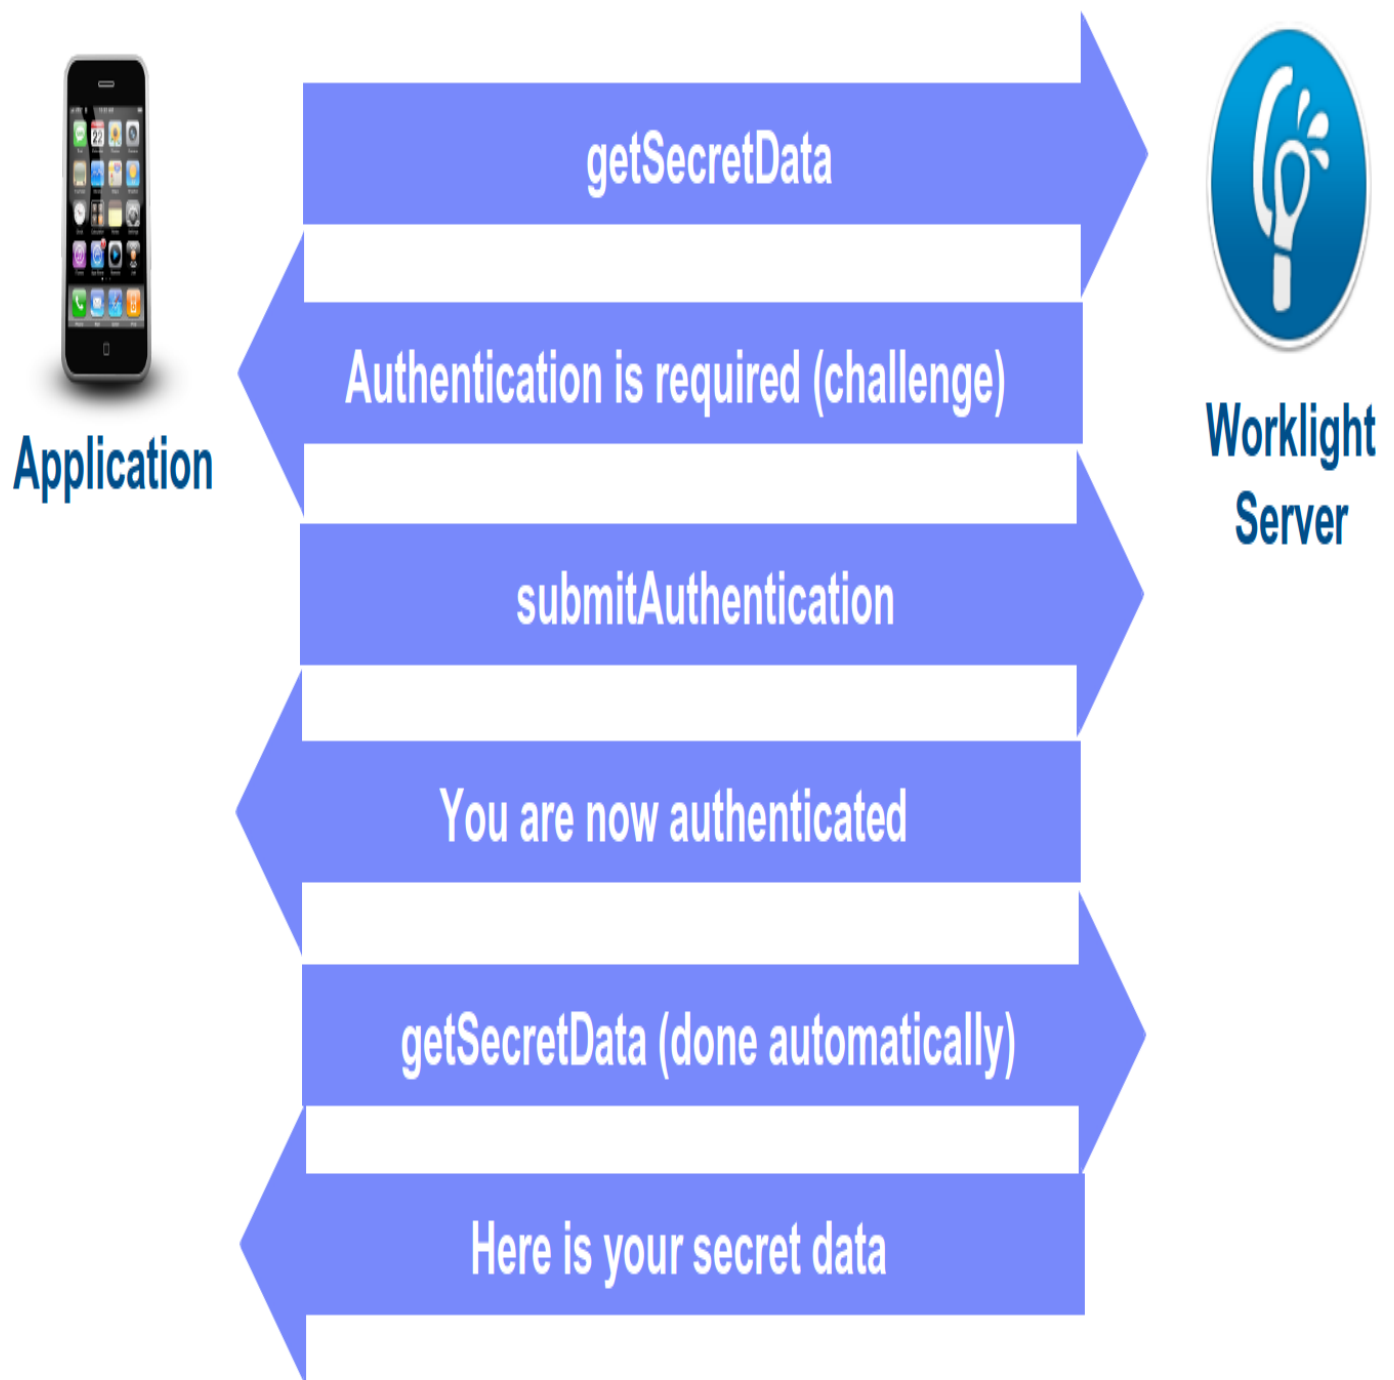 getSecretData
Authentication is required (challenge)
Application
Worklight
Server
submitAuthentication
You are now authenticated
getSecretData (done automatically)
Here is your secret data
22